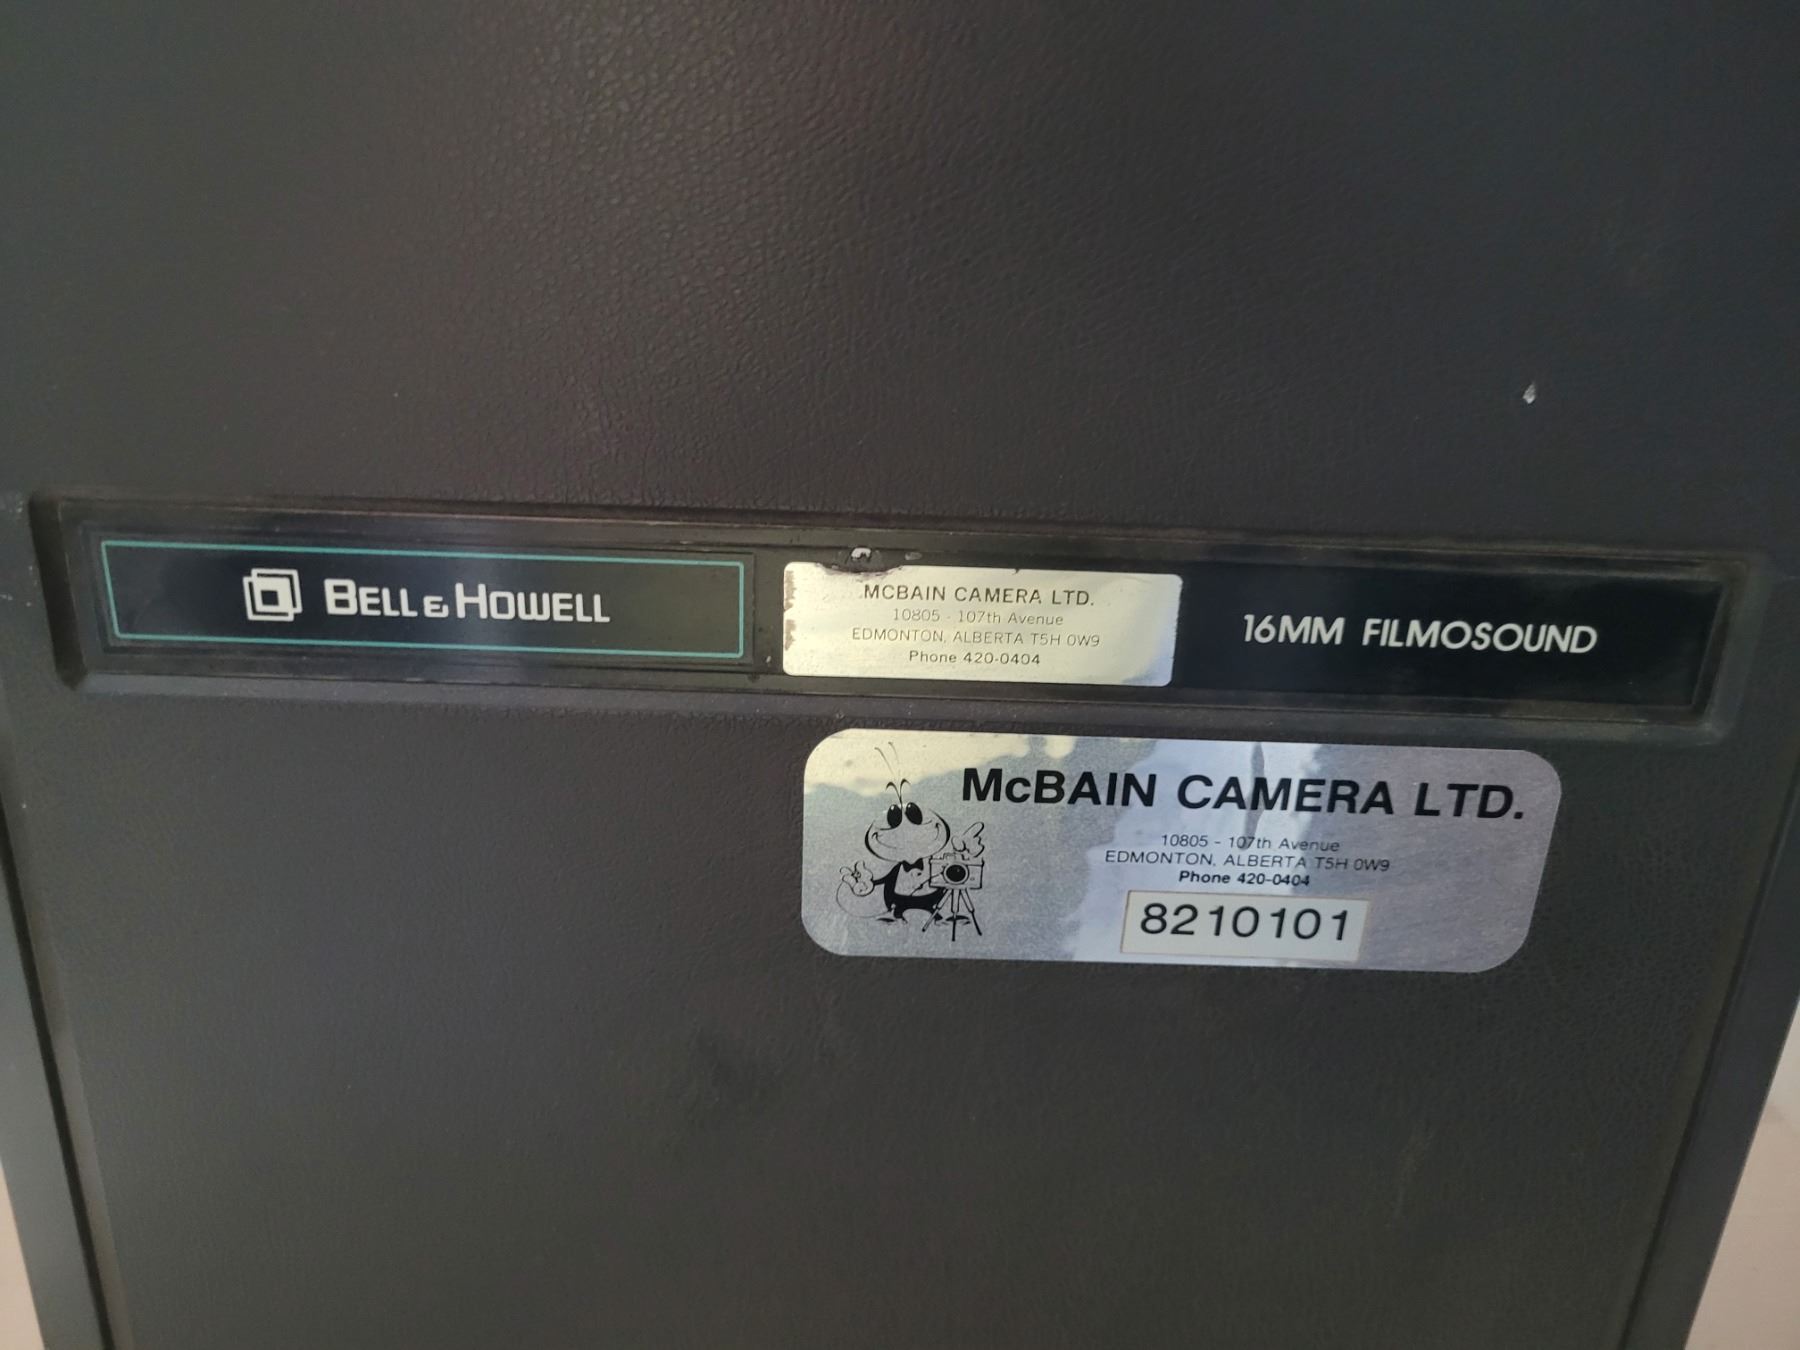 BELL & HOWELL
MCBAIN CAMERA LTD.
10805 - 107th Avenue
EDMONTON, ALBERTA T5H 0W9
Phone 420-0404
16MM FILMOSOUND
McBAIN CAMERA LTD.
10805 - 107th Avenue
EDMONTON, ALBERTA T5H 0W9
Phone 420-0404
8210101